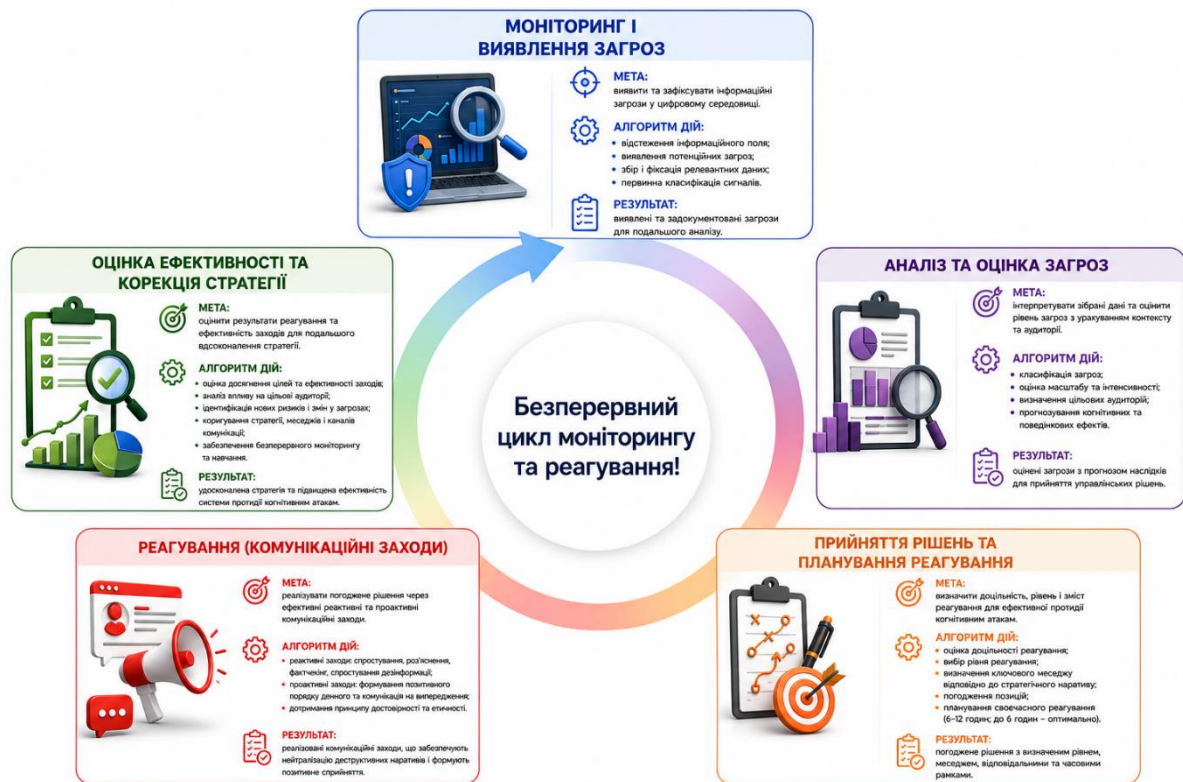 МОНІТОРИНГ І
ВИЯВЛЕННЯ ЗАГРОЗ
МЕТА:
виявити та зафіксувати інформаційні
загрози у цифровому середовищі.
АЛГОРИТМ ДІЙ:
• відстеження інформаційного поля;
• виявлення потенційних загроз;
• збір і фіксація релевантних даних;
• первинна класифікація сигналів.
РЕЗУЛЬТАТ:
виявлені та задокументовані загрози
для подальшого аналізу.
АНАЛІЗ ТА ОЦІНКА ЗАГРОЗ
МЕТА:
інтерпретувати зібрані дані та оцінити
рівень загроз з урахуванням контексту
та аудиторії.
АЛГОРИТМ ДІЙ:
• класифікація загроз;
• оцінка масштабу та інтенсивності;
• визначення цільових аудиторій;
• прогнозування когнітивних та
поведінкових ефектів.
РЕЗУЛЬТАТ:
оцінені загрози з прогнозом наслідків
для прийняття управлінських рішень.
ПРИЙНЯТТЯ РІШЕНЬ ТА
ПЛАНУВАННЯ РЕАГУВАННЯ
МЕТА:
визначити доцільність, рівень і зміст
реагування для ефективної протидії
когнітивним атакам.
АЛГОРИТМ ДІЙ:
• оцінка доцільності реагування;
• вибір рівня реагування;
• визначення ключового меседжу
відповідно до стратегічного наративу;
• погодження позицій;
• планування своєчасного реагування
(6–12 годин; до 6 годин – оптимально).
РЕЗУЛЬТАТ:
погоджене рішення з визначеним рівнем,
меседжем, відповідальними та часовими
рамками.
РЕАГУВАННЯ (КОМУНІКАЦІЙНІ ЗАХОДИ)
МЕТА:
реалізувати погоджене рішення через
ефективні реактивні та проактивні
комунікаційні заходи.
АЛГОРИТМ ДІЙ:
• реактивні заходи: спростування, роз'яснення,
фактчекінг, спростування дезінформації;
• проактивні заходи: формування позитивного
порядку денного та комунікація на випередження;
• дотримання принципу достовірності та етичності.
РЕЗУЛЬТАТ:
реалізовані комунікаційні заходи, що забезпечують
нейтралізацію деструктивних наративів і формують
позитивне сприйняття.
ОЦІНКА ЕФЕКТИВНОСТІ ТА
КОРЕКЦІЯ СТРАТЕГІЇ
МЕТА:
оцінити результати реагування та
ефективність заходів для подальшого
вдсоконалення стратегії.
АЛГОРИТМ ДІЙ:
• оцінка досягнення цілей та ефективності заходів;
• аналіз впливу на цільові аудиторії;
• ідентифікація нових ризиків і змін у загрозах;
• коригування стратегії, меседжів і каналів
комунікації;
• забезпечення безперервного моніторингу
та навчання.
РЕЗУЛЬТАТ:
удосконалена стратегія та підвищена ефективність
системи протидії когнітивним атакам.
Безперервний
цикл моніторингу
та реагування!